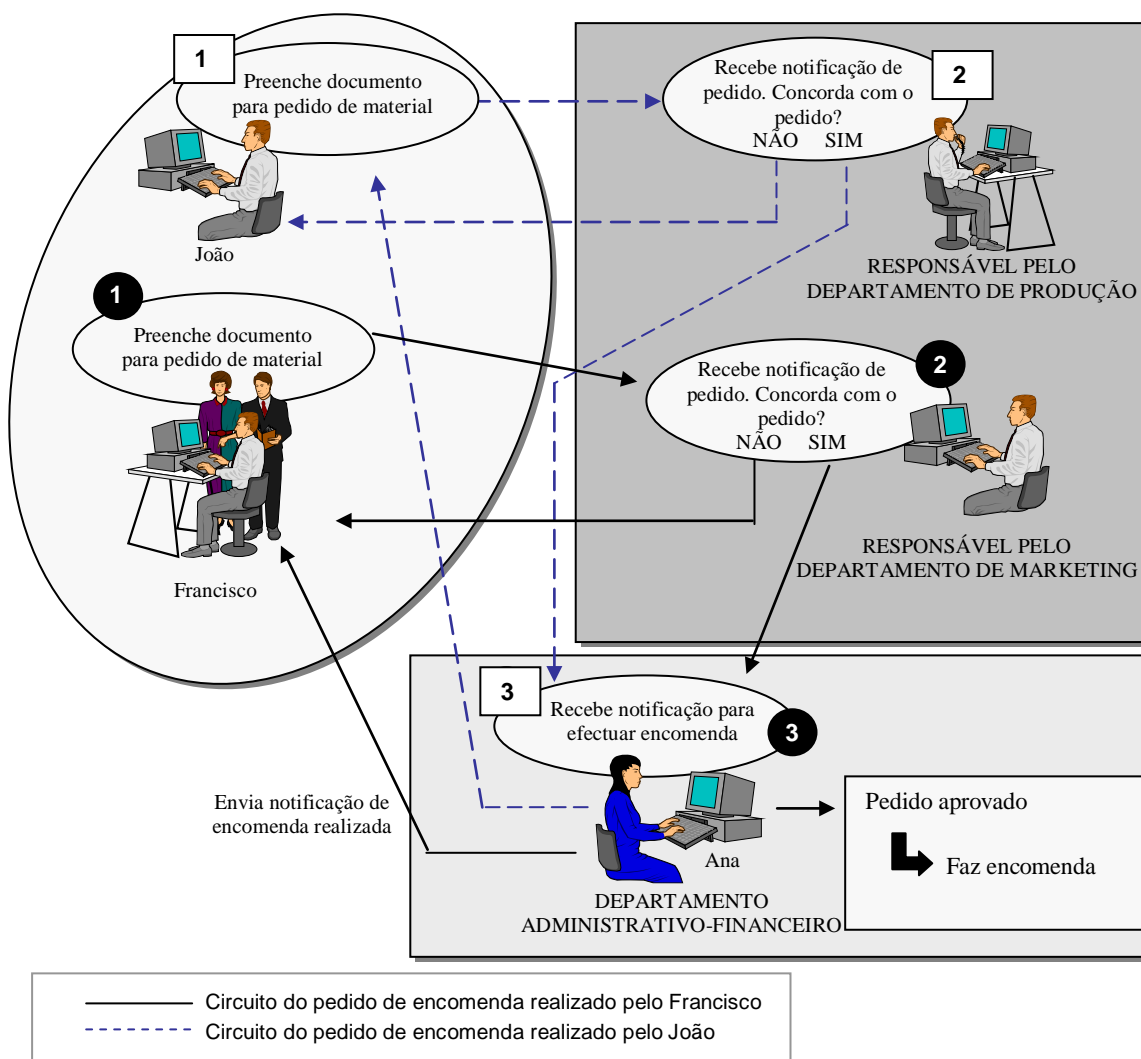 1
Preenche documento
para pedido de material
João
1
Preenche documento
para pedido de material
Francisco
Recebe notificação de
pedido. Concorda com o
pedido?
NÃO SIM
2
RESPONSÁVEL PELO
DEPARTAMENTO DE PRODUÇÃO
Recebe notificação de
pedido. Concorda com o
pedido?
NÃO SIM
2
RESPONSÁVEL PELO
DEPARTAMENTO DE MARKETING
3
Recebe notificação para
efectuar encomenda
3
Envia notificação de
encomenda realizada
Ana
DEPARTAMENTO
ADMINISTRATIVO-FINANCEIRO
Pedido aprovado
Faz encomenda
Circuito do pedido de encomenda realizado pelo Francisco
Circuito do pedido de encomenda realizado pelo João